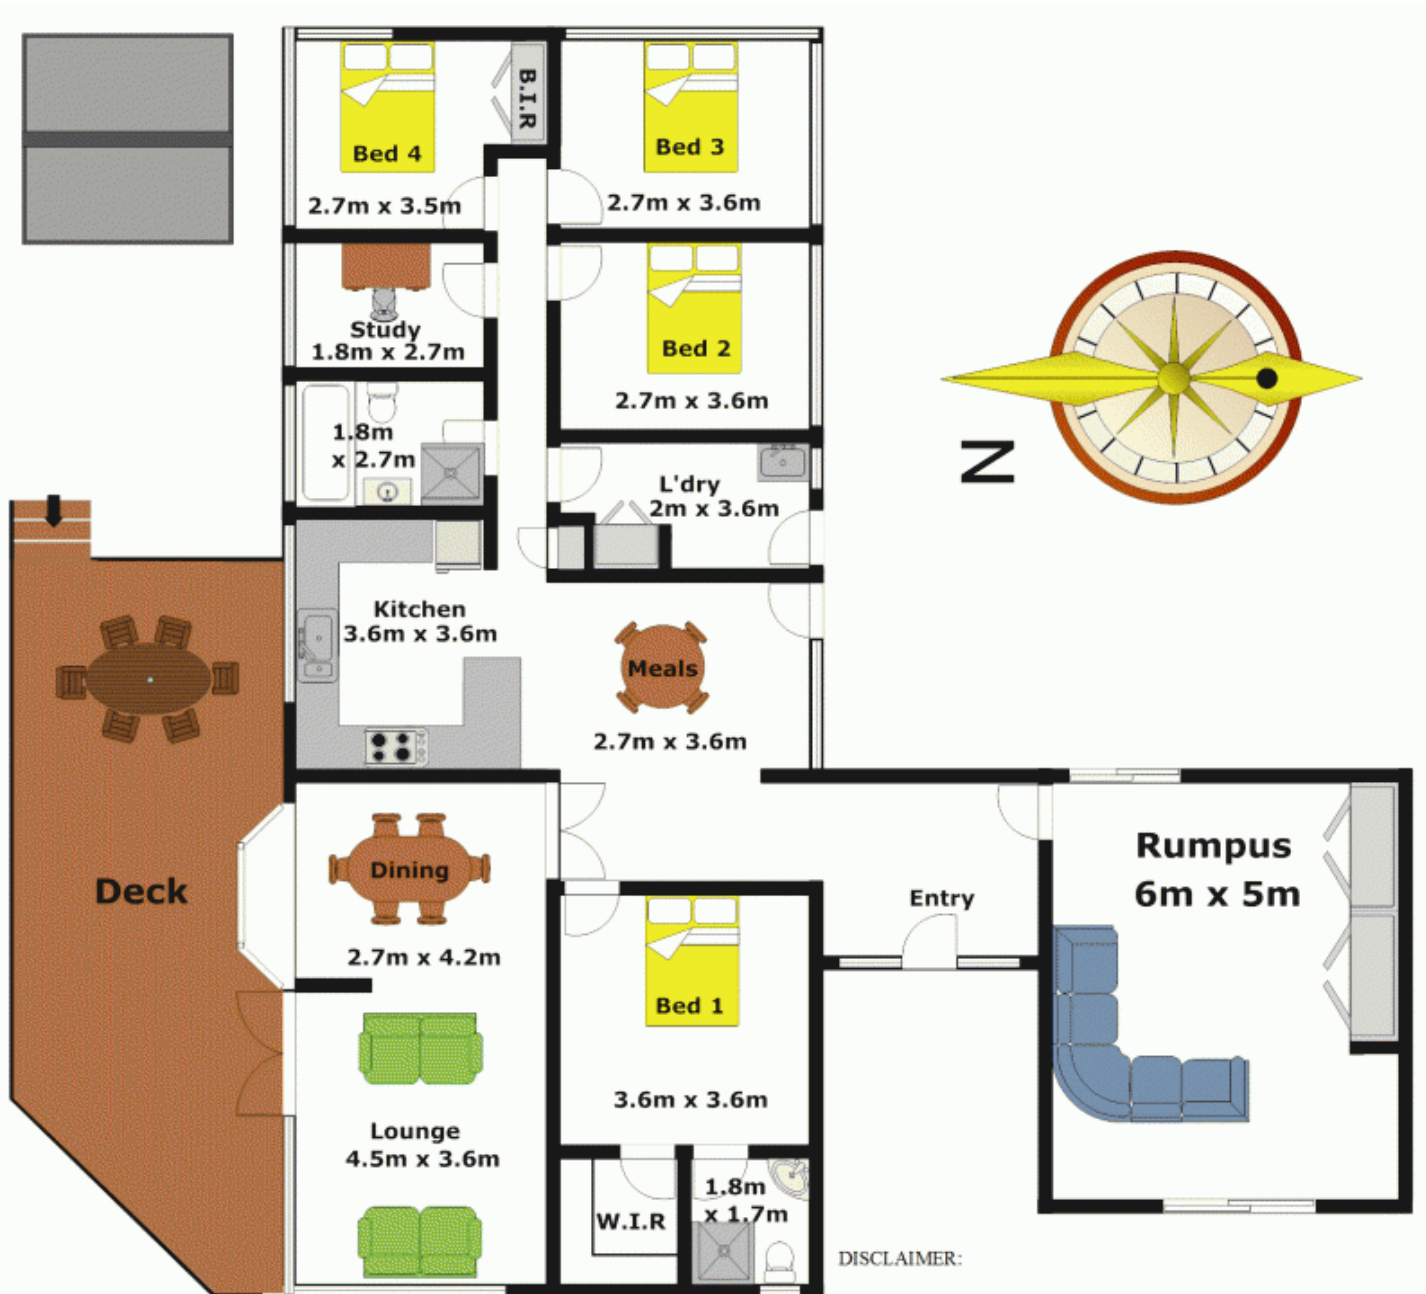 B.I.R
Bed 4
2.7m x 3.5m
Bed 3
2.7m x 3.6m
Study
1.8m x 2.7m
Bed 2
2.7m x 3.6m
1.8m
x 2.7m
L'dry
2m x 3.6m
N
Kitchen
3.6m x 3.6m
Meals
2.7m x 3.6m
Deck
Dining
2.7m x 4.2m
Entry
Rumpus
6m x 5m
Bed 1
3.6m x 3.6m
Lounge
4.5m x 3.6m
W.I.R
1.8m
x 1.7m
DISCLAIMER: